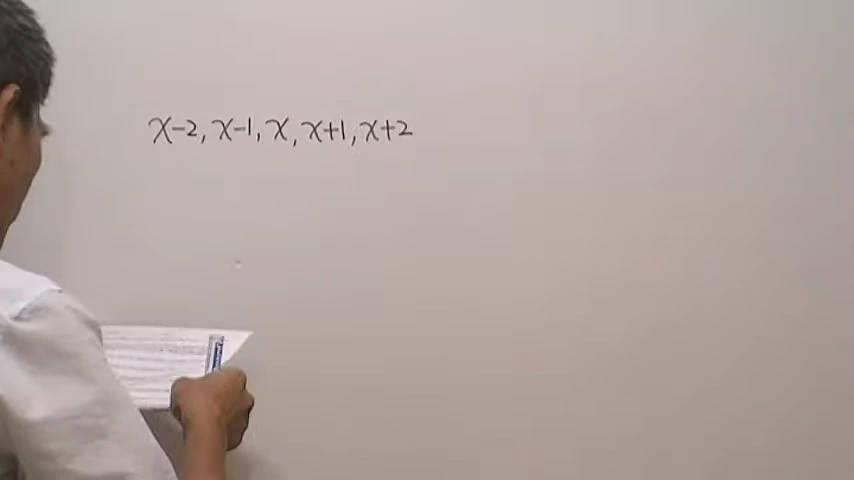 x-2, x-1, x, x+1, x+2